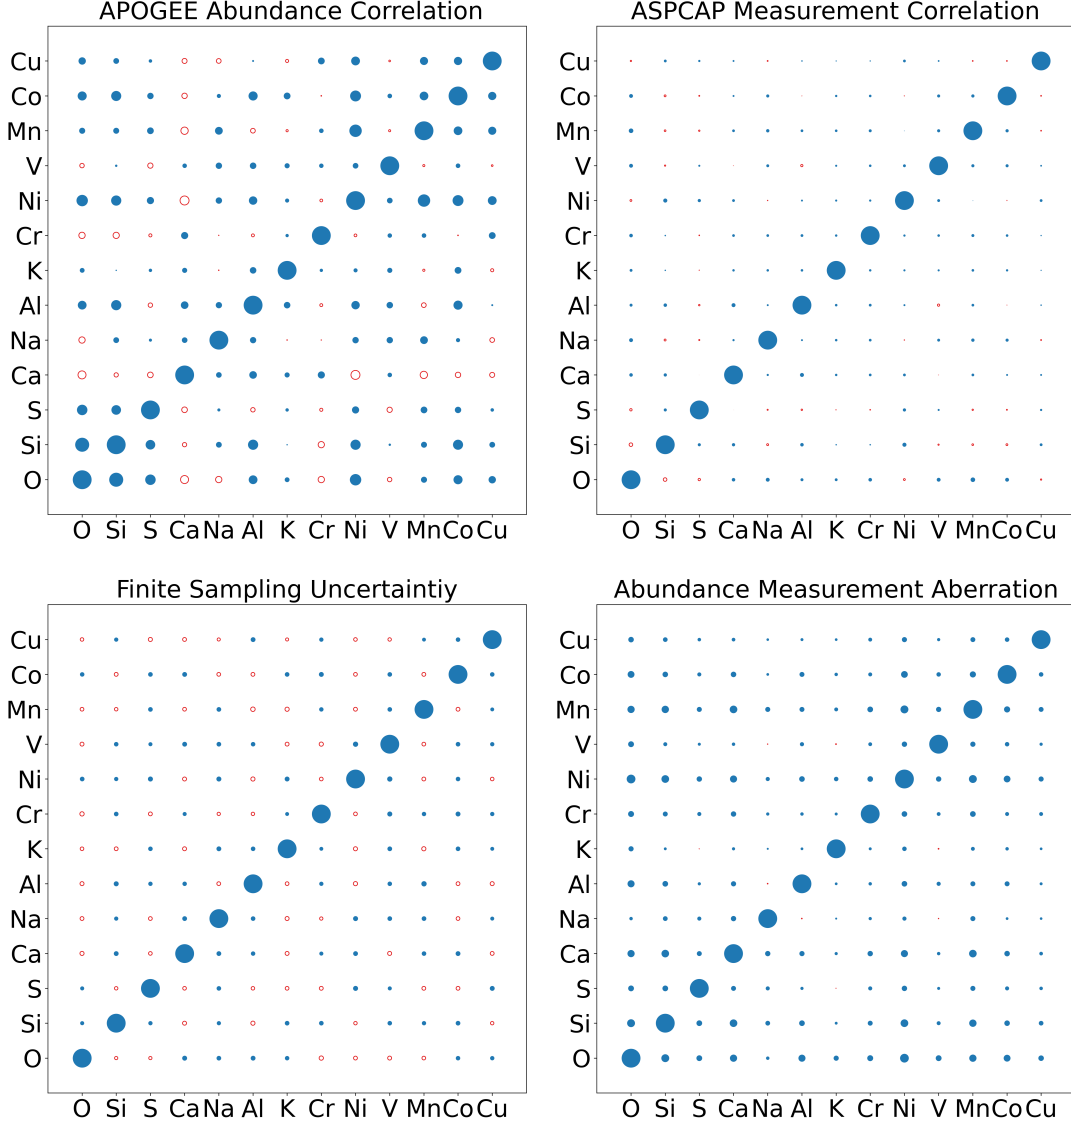 APOGEE Abundance Correlation
Cu
Co
Mn
V
Ni
Cr
K
Al
Na
Ca
S
Si
O
O Si S Ca Na Al K Cr Ni V Mn Co Cu
ASPCAP Measurement Correlation
Cu
Co
Mn
V
Ni
Cr
K
Al
Na
Ca
S
Si
O
O Si S Ca Na Al K Cr Ni V Mn Co Cu
Finite Sampling Uncertaintiy
Cu
Co
Mn
V
Ni
Cr
K
Al
Na
Ca
S
Si
O
O Si S Ca Na Al K Cr Ni V Mn Co Cu
Abundance Measurement Aberration
Cu
Co
Mn
V
Ni
Cr
K
Al
Na
Ca
S
Si
O
O Si S Ca Na Al K Cr Ni V Mn Co Cu